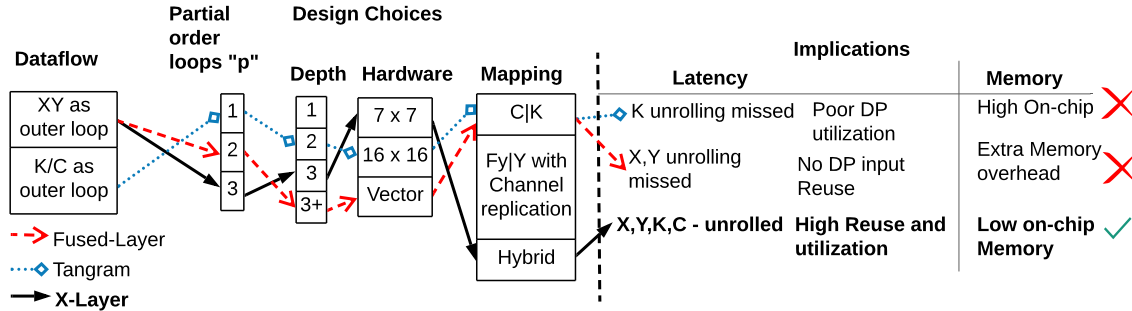 Partial
order
loops "p"
Design Choices
Implications
Dataflow
Depth
Hardware
Mapping
Latency
Memory
XY as
outer loop
K/C as
outer loop
1
2
3
1
2
3
3+
7 x 7
16 x 16
Vector
C|K
Fy|Y with
Channel
replication
Hybrid
K unrolling missed
Poor DP
utilization
High On-chip
X,Y unrolling
missed
No DP input
Reuse
Extra Memory
overhead
X,Y,K,C - unrolled
High Reuse and
utilization
Low on-chip
Memory
Fused-Layer
Tangram
X-Layer